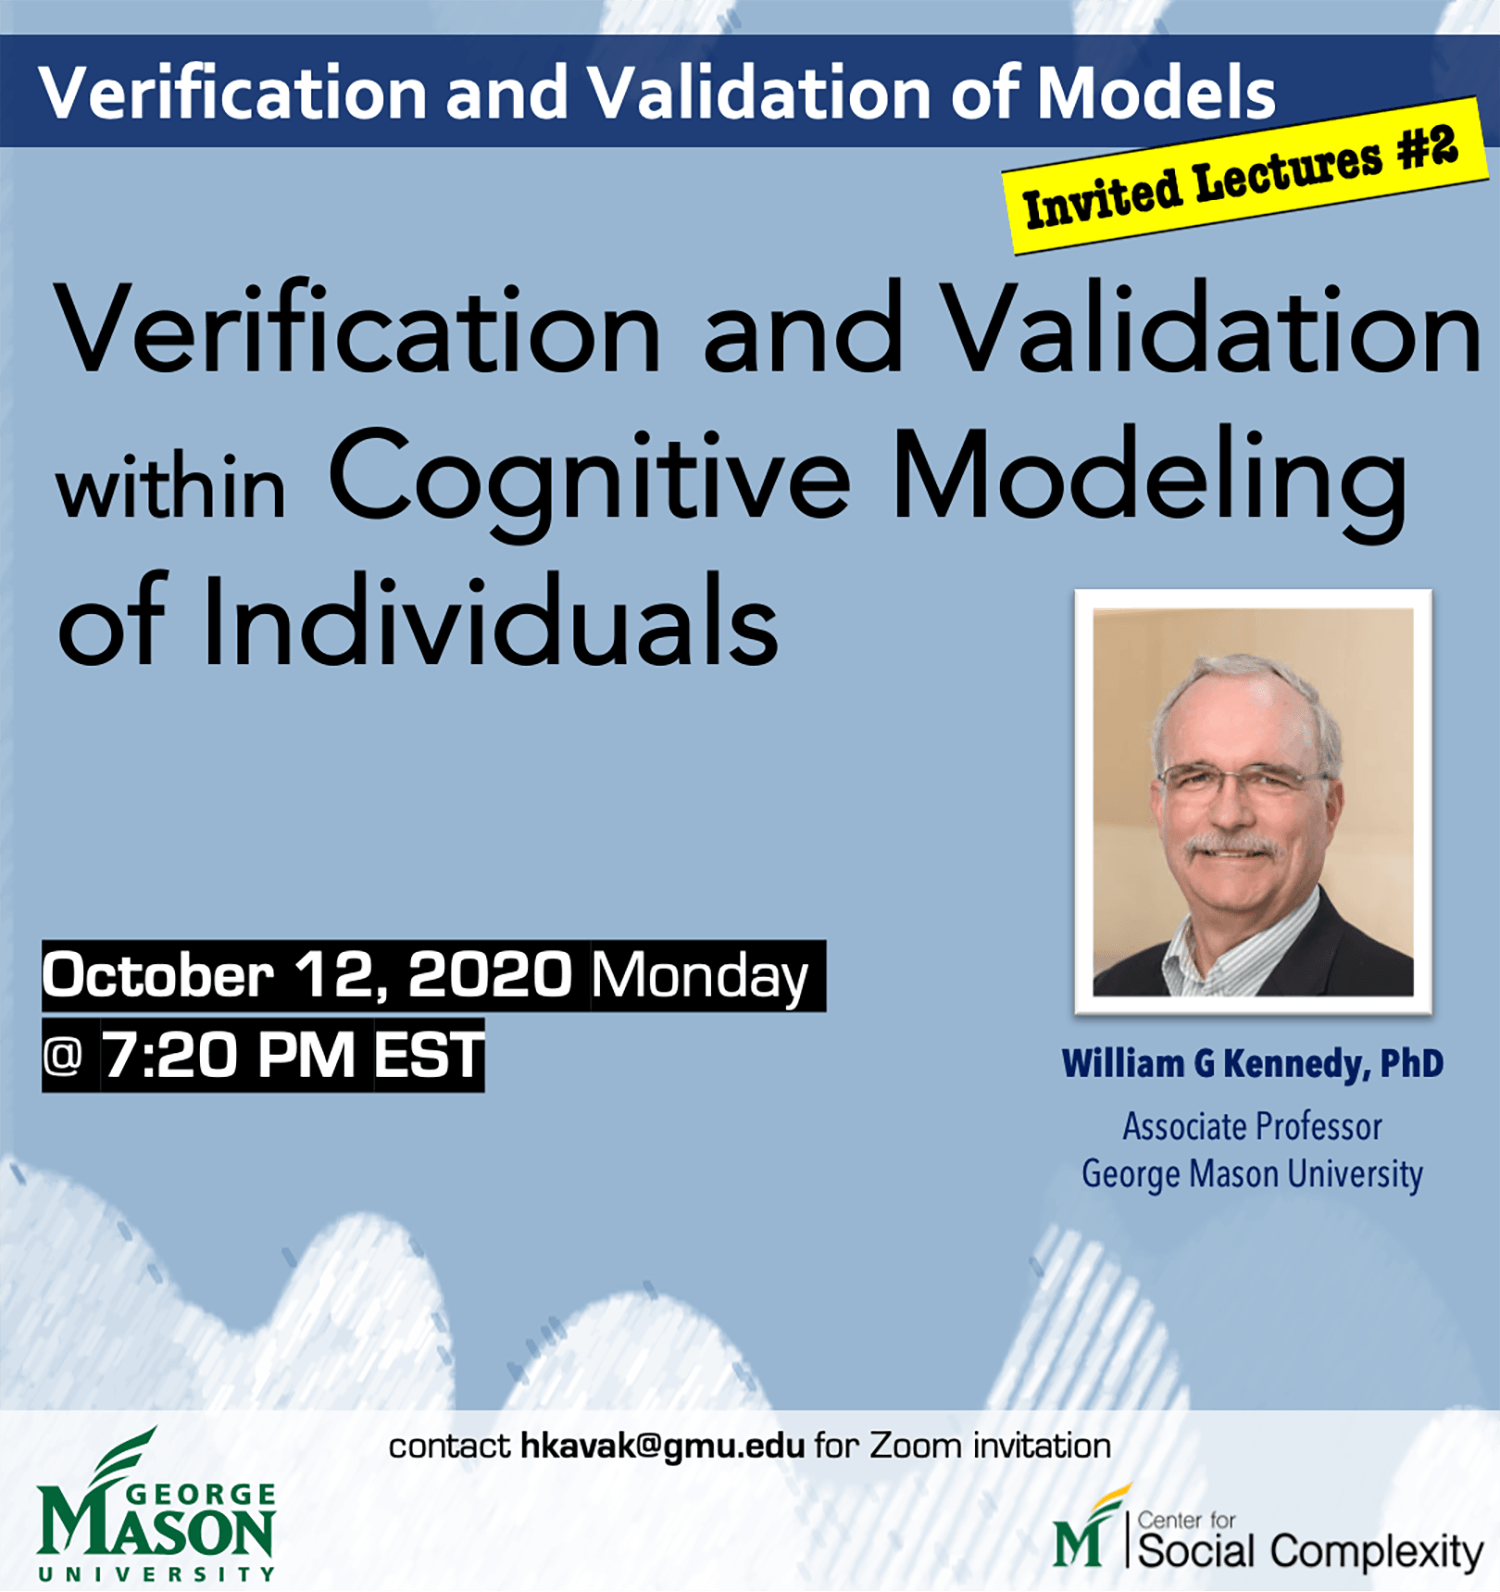 Verification and Validation of Models
Invited Lectures #2
Verification and Validation
within Cognitive Modeling
of Individuals
October 12, 2020 Monday
@ 7:20 PM EST
William G Kennedy, PhD
Associate Professor
George Mason University
contact hkavak@gmu.edu for Zoom invitation
GEORGE
MASON
UNIVERSITY
M
Center for
Social Complexity